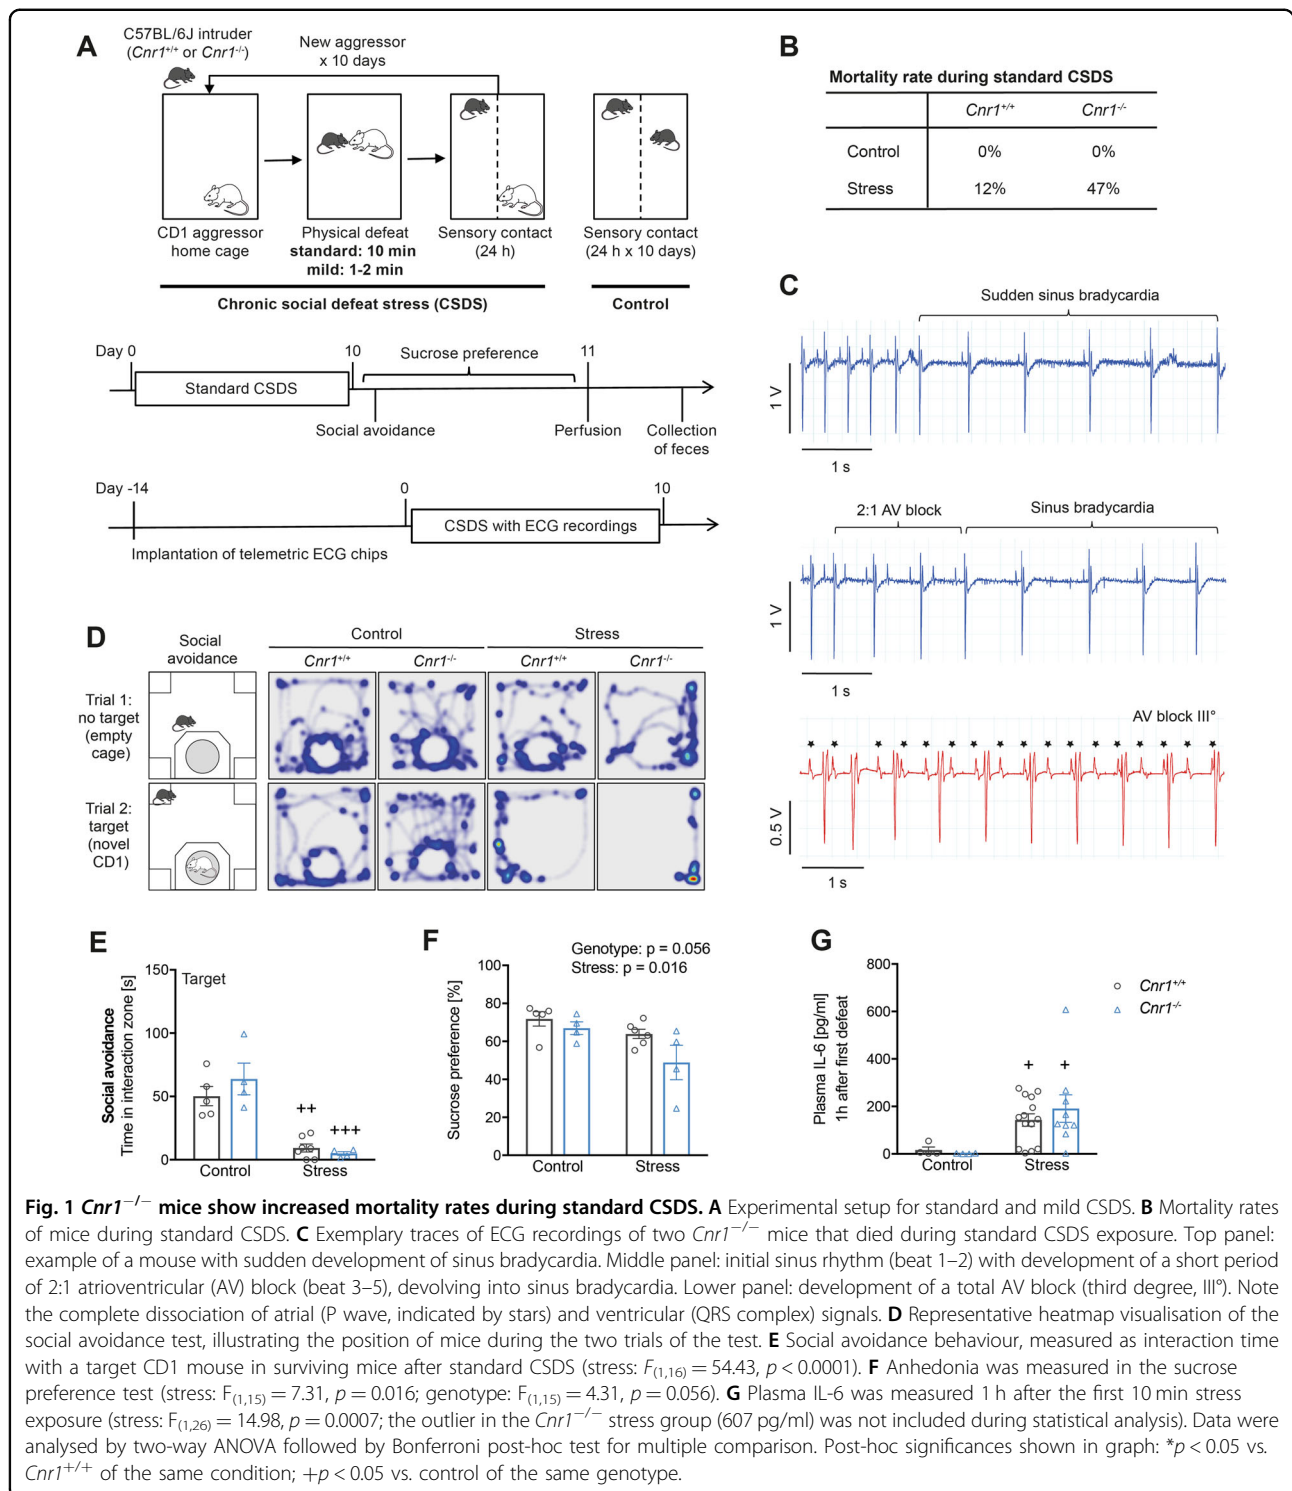 A
C57BL/6J intruder
(Cnr1+/+ or Cnr1-/-)
New aggressor
x 10 days
CD1 aggressor
home cage
Physical defeat
standard: 10 min
mild: 1-2 min
Sensory contact
(24 h)
Sensory contact
(24 h x 10 days)
Chronic social defeat stress (CSDS)
Control
Day 0
10
Sucrose preference
11
Standard CSDS
Social avoidance
Perfusion
Collection
of feces
Day -14
0
10
CSDS with ECG recordings
Implantation of telemetric ECG chips
B
Mortality rate during standard CSDS
Cnr1+/+ Cnr1-/-
Control 0% 0%
Stress 12% 47%
C
Sudden sinus bradycardia
1 V
1 s
2:1 AV block
Sinus bradycardia
1 V
1 s
AV block III°
0.5 V
1 s
D
Social
avoidance
Control
Stress
Cnr1+/+ Cnr1-/- Cnr1+/+ Cnr1-/-
Trial 1:
no target
(empty
cage)
Trial 2:
target
(novel
CD1)
E
Social avoidance
Time in interaction zone [s]
150
100
50
0
Target
++
+++
Control
Stress
F
Genotype: p = 0.056
Stress: p = 0.016
Sucrose preference [%]
100
80
60
40
20
0
Control
Stress
G
Plasma IL-6 [pg/ml]
1h after first defeat
800
600
400
200
0
+
+
Control
Stress
Cnr1+/+
Cnr1-/-
Fig. 1 Cnr1−/− mice show increased mortality rates during standard CSDS. A Experimental setup for standard and mild CSDS. B Mortality rates
of mice during standard CSDS. C Exemplary traces of ECG recordings of two Cnr1−/− mice that died during standard CSDS exposure. Top panel:
example of a mouse with sudden development of sinus bradycardia. Middle panel: initial sinus rhythm (beat 1–2) with development of a short period
of 2:1 atrioventricular (AV) block (beat 3–5), devolving into sinus bradycardia. Lower panel: development of a total AV block (third degree, III°). Note
the complete dissociation of atrial (P wave, indicated by stars) and ventricular (QRS complex) signals. D Representative heatmap visualisation of the
social avoidance test, illustrating the position of mice during the two trials of the test. E Social avoidance behaviour, measured as interaction time
with a target CD1 mouse in surviving mice after standard CSDS (stress: F(1,16) = 54.43, p < 0.0001). F Anhedonia was measured in the sucrose
preference test (stress: F(1,15) = 7.31, p = 0.016; genotype: F(1,15) = 4.31, p = 0.056). G Plasma IL-6 was measured 1 h after the first 10 min stress
exposure (stress: F(1,26) = 14.98, p = 0.0007; the outlier in the Cnr1−/− stress group (607 pg/ml) was not included during statistical analysis). Data were
analysed by two-way ANOVA followed by Bonferroni post-hoc test for multiple comparison. Post-hoc significances shown in graph: *p < 0.05 vs.
Cnr1+/+ of the same condition; +p < 0.05 vs. control of the same genotype.